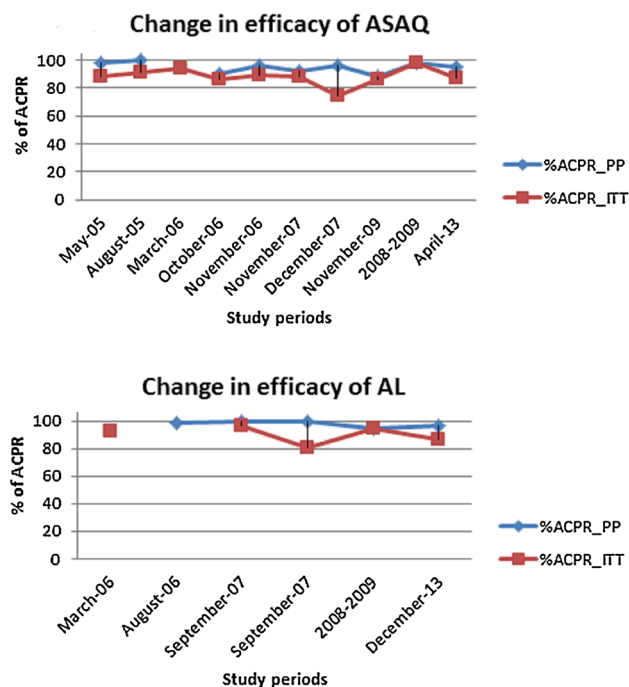 Change in efficacy of ASAQ
% of ACPR
100
80
60
40
20
0
May-05
August-05
March-06
October-06
November-06
November-07
December-07
November-09
2008-2009
April-13
Study periods
%ACPR_PP
%ACPR_ITT
Change in efficacy of AL
% of ACPR
100
80
60
40
20
0
March-06
August-06
September-07
September-07
2008-2009
December-13
Study periods
%ACPR_PP
%ACPR_ITT